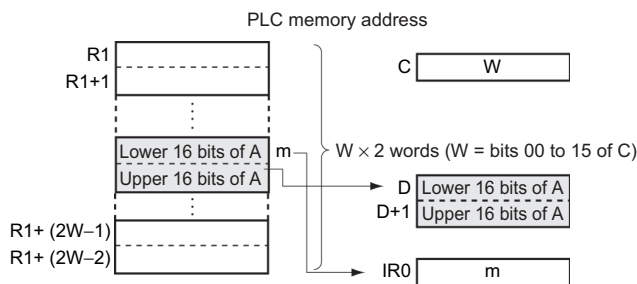 PLC memory address
R1
R1+1
Lower 16 bits of A
Upper 16 bits of A
m
R1+ (2W–1)
R1+ (2W–2)
W × 2 words (W = bits 00 to 15 of C)
C
W
D
Lower 16 bits of A
D+1
Upper 16 bits of A
IR0
m